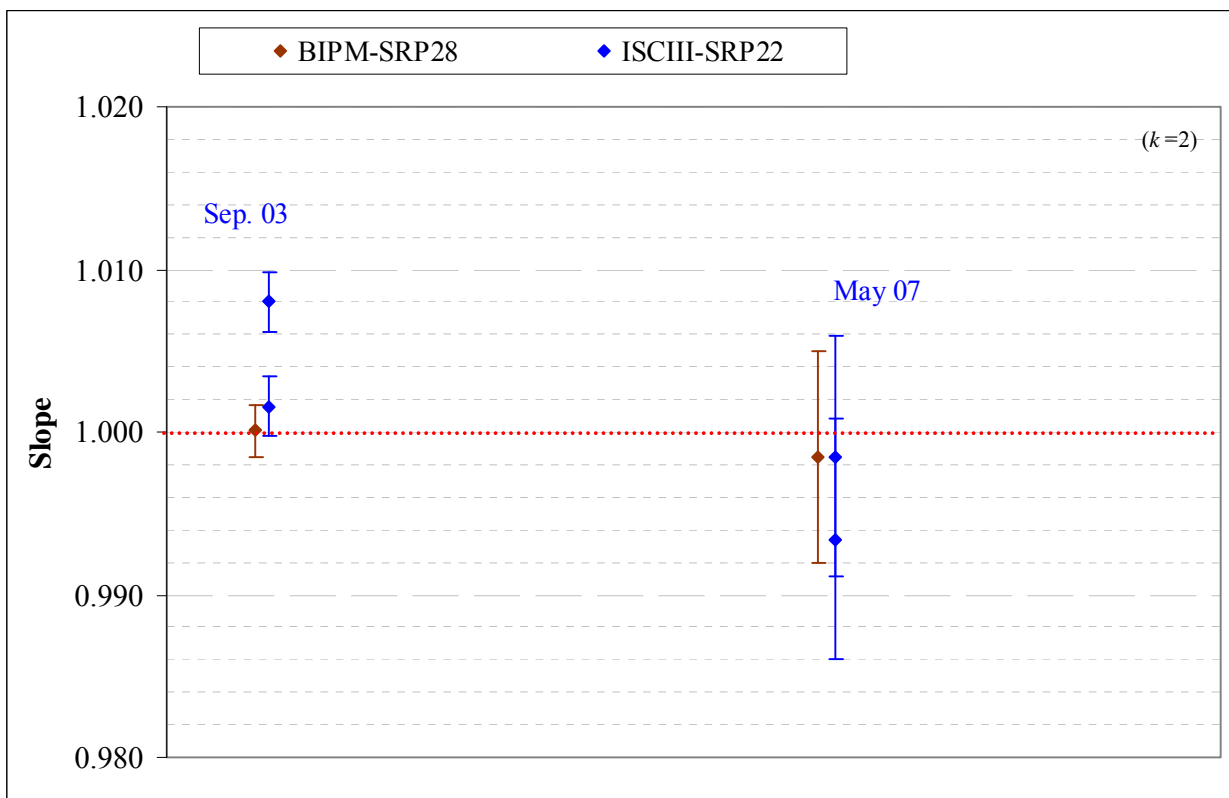 BIPM-SRP28 ISCIII-SRP22
1.020
(k =2)
Sep. 03
1.010
May 07
1.000
Slope
0.990
0.980